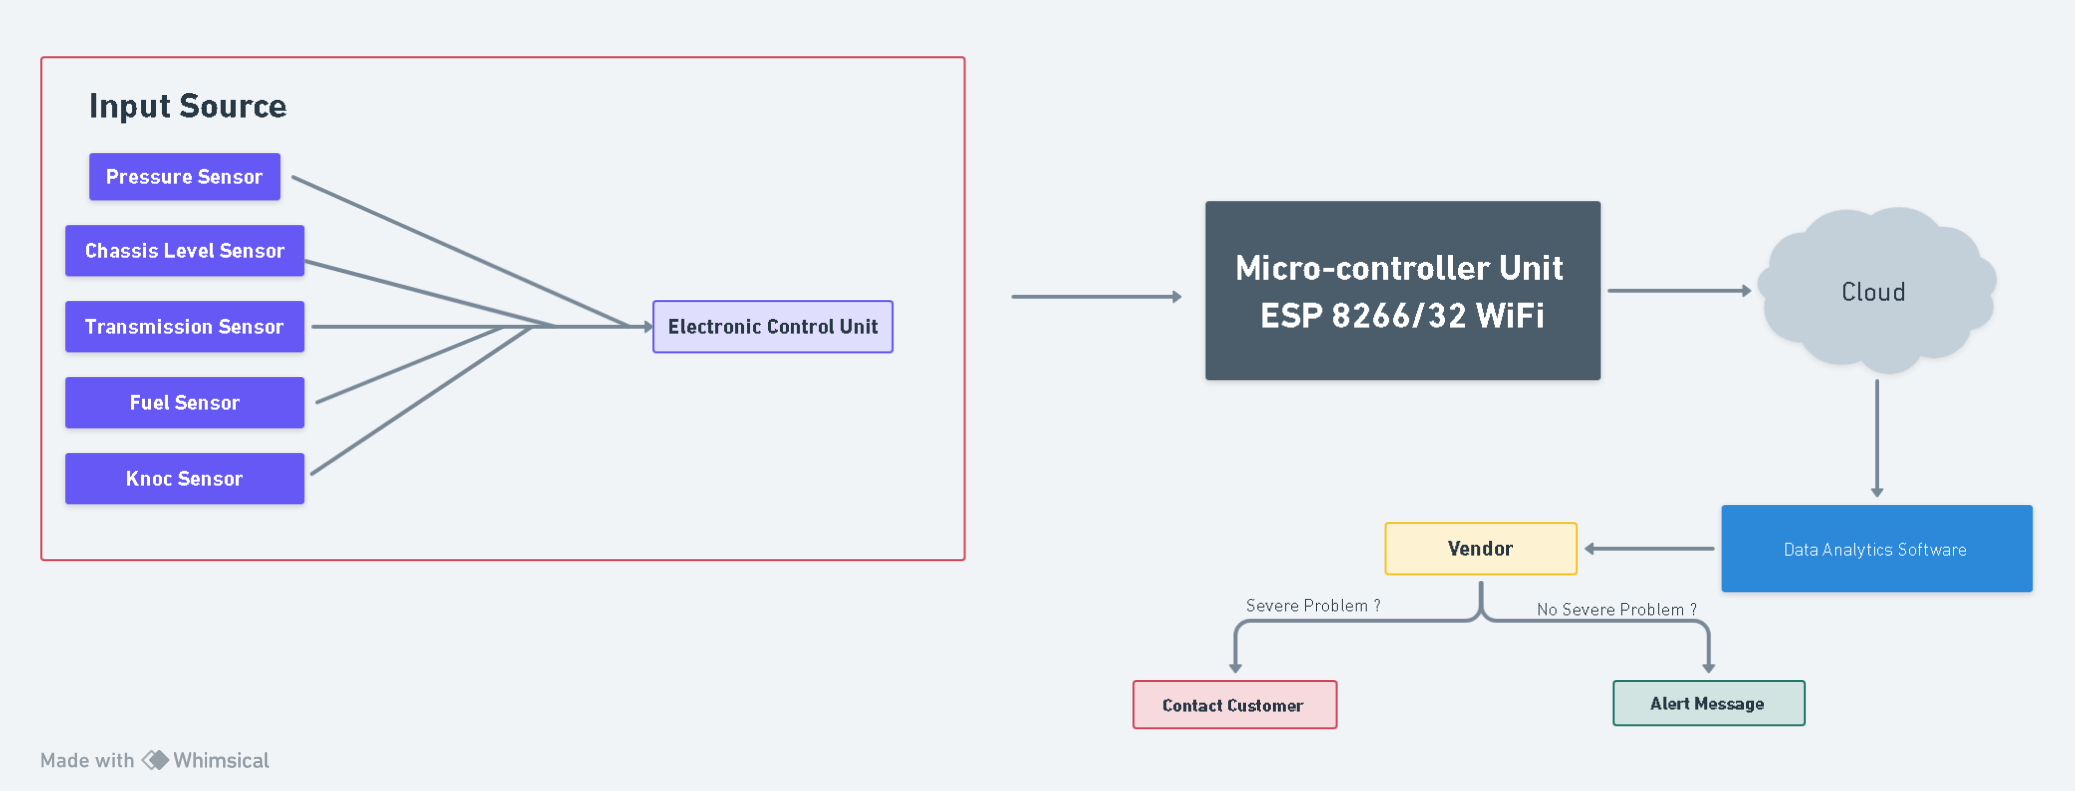 Input Source
Pressure Sensor
Chassis Level Sensor
Transmission Sensor
Fuel Sensor
Knoc Sensor
Electronic Control Unit
Micro-controller Unit
ESP 8266/32 WiFi
Cloud
Data Analytics Software
Vendor
Severe Problem ?
No Severe Problem ?
Contact Customer
Alert Message
Made with Whimsical